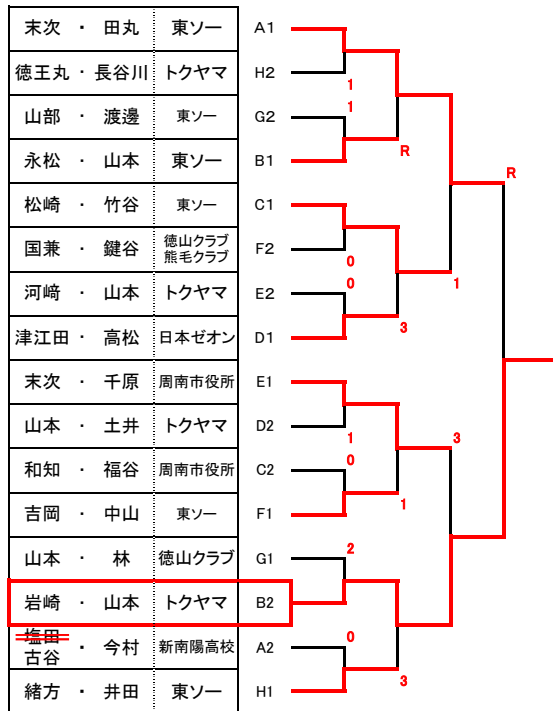 末次 ・ 田丸 東ソー A1
徳王丸 ・ 長谷川 トクヤマ H2
1
1
山部 ・ 渡邊 東ソー G2
永松 ・ 山本 東ソー B1
R
R
松崎 ・ 竹谷 東ソー C1
国兼 ・ 鍵谷 徳山クラブ
熊毛クラブ F2
0
0
1
河﨑 ・ 山本 トクヤマ E2
津江田 ・ 高松 日本ゼオン D1
3
末次 ・ 千原 周南市役所 E1
山本 ・ 土井 トクヤマ D2
1
3
0
和知 ・ 福谷 周南市役所 C2
吉岡 ・ 中山 東ソー F1
1
2
山本 ・ 林 徳山クラブ G1
岩崎 ・ 山本 トクヤマ B2
0
塩田
古谷 ・ 今村 新南陽高校 A2
緒方 ・ 井田 東ソー H1
3